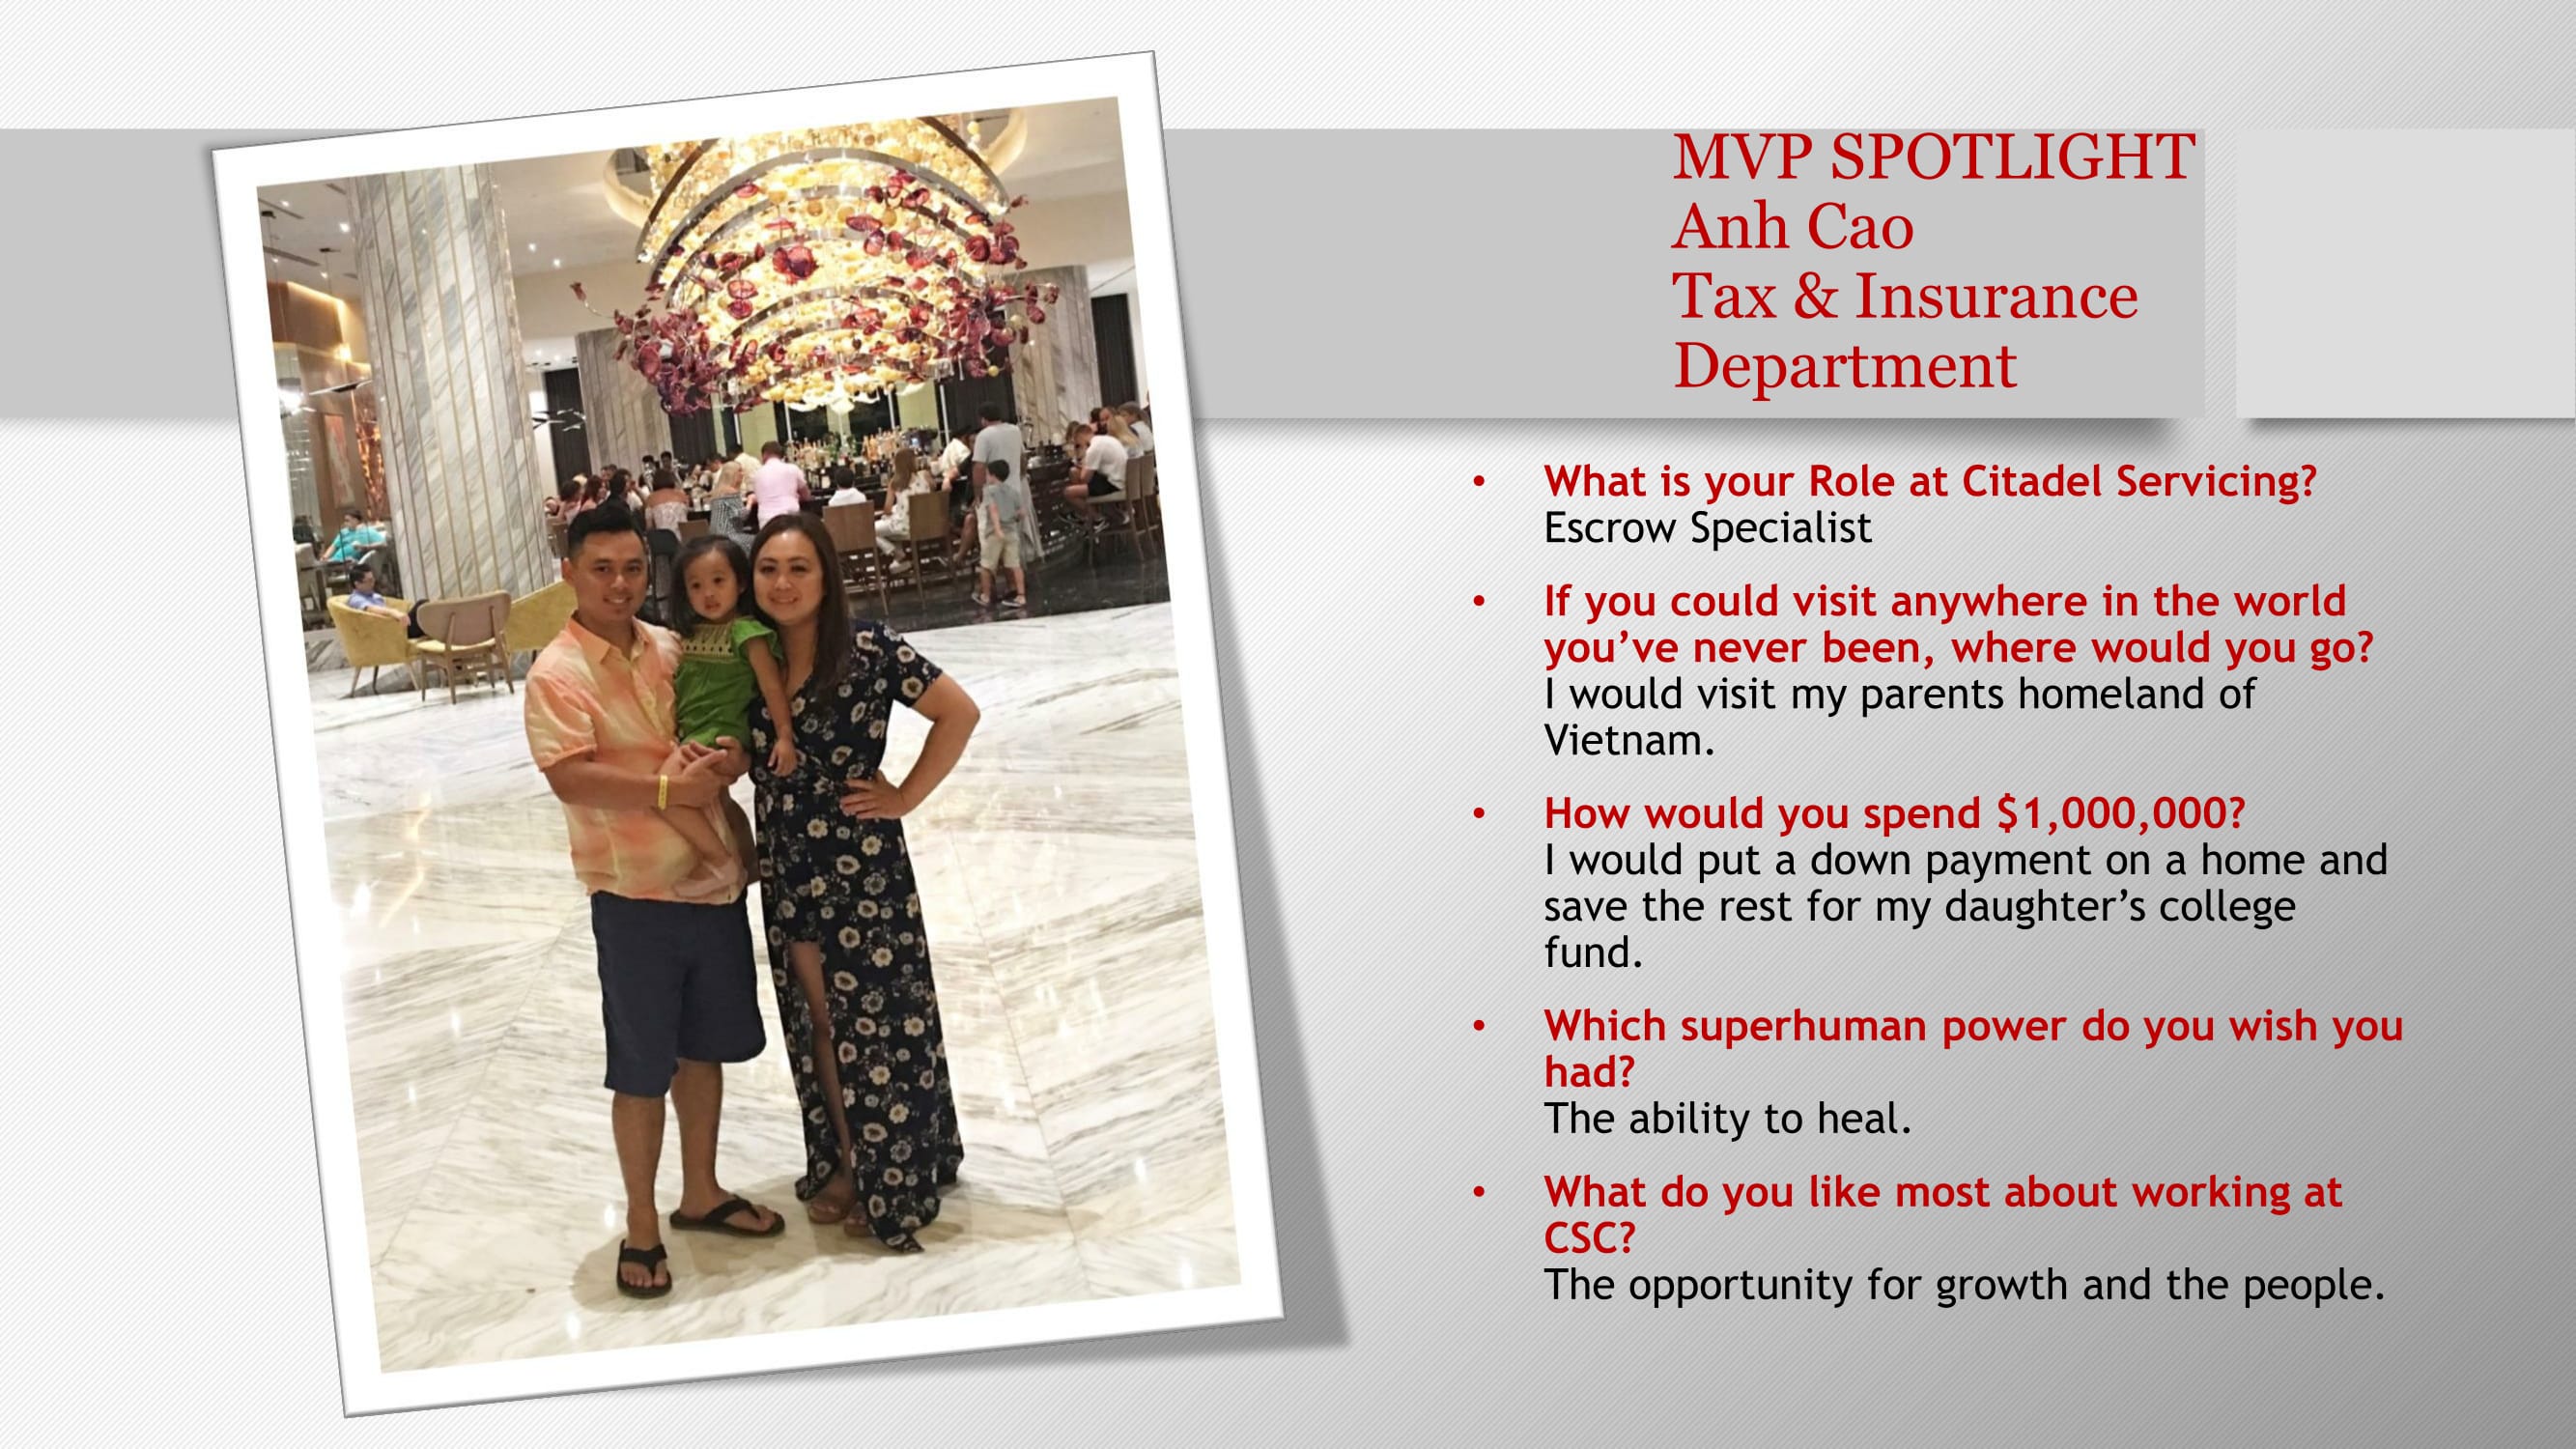 MVP SPOTLIGHT
Anh Cao
Tax & Insurance
Department
• What is your Role at Citadel Servicing?
Escrow Specialist
• If you could visit anywhere in the world
you’ve never been, where would you go?
I would visit my parents homeland of
Vietnam.
• How would you spend $1,000,000?
I would put a down payment on a home and
save the rest for my daughter’s college
fund.
• Which superhuman power do you wish you
had?
The ability to heal.
• What do you like most about working at
CSC?
The opportunity for growth and the people.